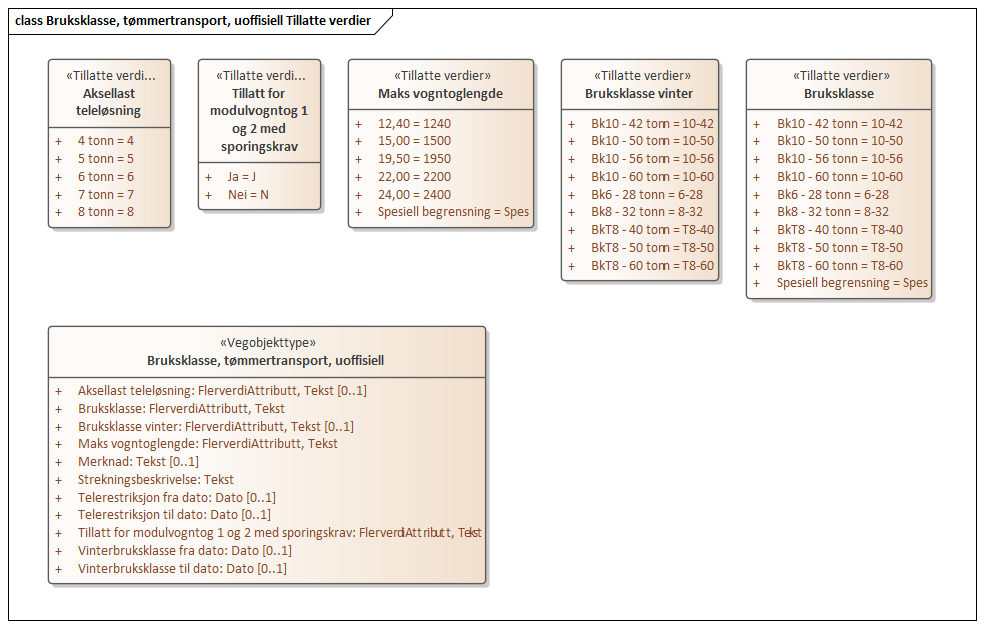 class Bruksklasse, tømmertransport, uoffisiell Tillatte verdier
«Tillatte verdi...
Aksellast
teleløsning
+ 4 tonn = 4
+ 5 tonn = 5
+ 6 tonn = 6
+ 7 tonn = 7
+ 8 tonn = 8
«Tillatte verdi...
Tillatt for
modulvogntog 1
og 2 med
sporingskrav
+ Ja = J
+ Nei = N
«Tillatte verdier»
Maks vogntoglengde
+ 12,40 = 1240
+ 15,00 = 1500
+ 19,50 = 1950
+ 22,00 = 2200
+ 24,00 = 2400
+ Spesiell begrensning = Spes
«Tillatte verdier»
Bruksklasse vinter
+ Bk10 - 42 tonn = 10-42
+ Bk10 - 50 tonn = 10-50
+ Bk10 - 56 tonn = 10-56
+ Bk10 - 60 tonn = 10-60
+ Bk6 - 28 tonn = 6-28
+ Bk8 - 32 tonn = 8-32
+ BkT8 - 40 tonn = T8-40
+ BkT8 - 50 tonn = T8-50
+ BkT8 - 60 tonn = T8-60
«Tillatte verdier»
Bruksklasse
+ Bk10 - 42 tonn = 10-42
+ Bk10 - 50 tonn = 10-50
+ Bk10 - 56 tonn = 10-56
+ Bk10 - 60 tonn = 10-60
+ Bk6 - 28 tonn = 6-28
+ Bk8 - 32 tonn = 8-32
+ BkT8 - 40 tonn = T8-40
+ BkT8 - 50 tonn = T8-50
+ BkT8 - 60 tonn = T8-60
+ Spesiell begrensning = Spes
«Vegobjekttype»
Bruksklasse, tømmertransport, uoffisiell
+ Aksellast teleløsning: FlerverdiAttributt, Tekst [0..1]
+ Bruksklasse: FlerverdiAttributt, Tekst
+ Bruksklasse vinter: FlerverdiAttributt, Tekst [0..1]
+ Maks vogntoglengde: FlerverdiAttributt, Tekst
+ Merknad: Tekst [0..1]
+ Strekningsbeskrivelse: Tekst
+ Telerestriksjon fra dato: Dato [0..1]
+ Telerestriksjon til dato: Dato [0..1]
+ Tillatt for modulvogntog 1 og 2 med sporingskrav: FlerverdiAttributt, Tekst
+ Vinterbruksklasse fra dato: Dato [0..1]
+ Vinterbruksklasse til dato: Dato [0..1]